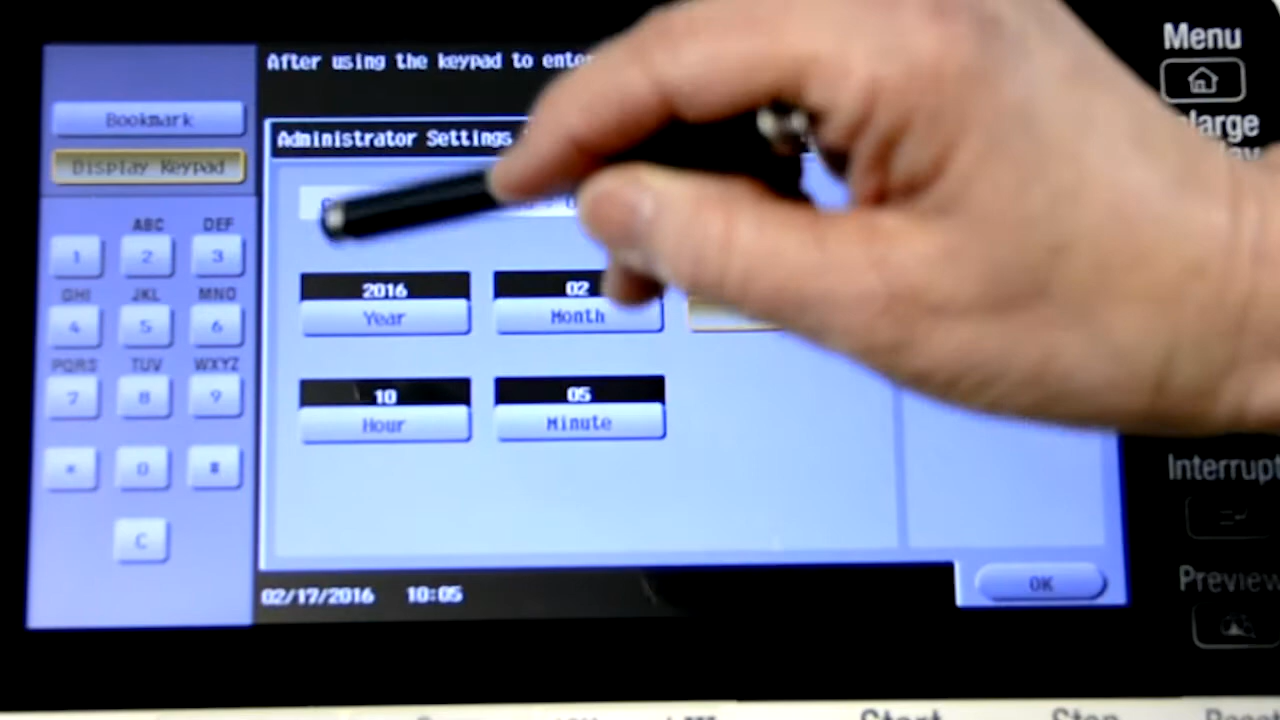 Menu
After using the keypad to ente
Bookmark
Administrator Settings
Display Keypad
ABC DEF
1 2 3
GHI JKL MNO
4 5 6
PQRS TUV WXYZ
7 8 9
* 0 #
C
2016 02
Year Month
10 05
Hour Minute
02/17/2016 10:05
OK
Interrupt
Preview
Start
Stop